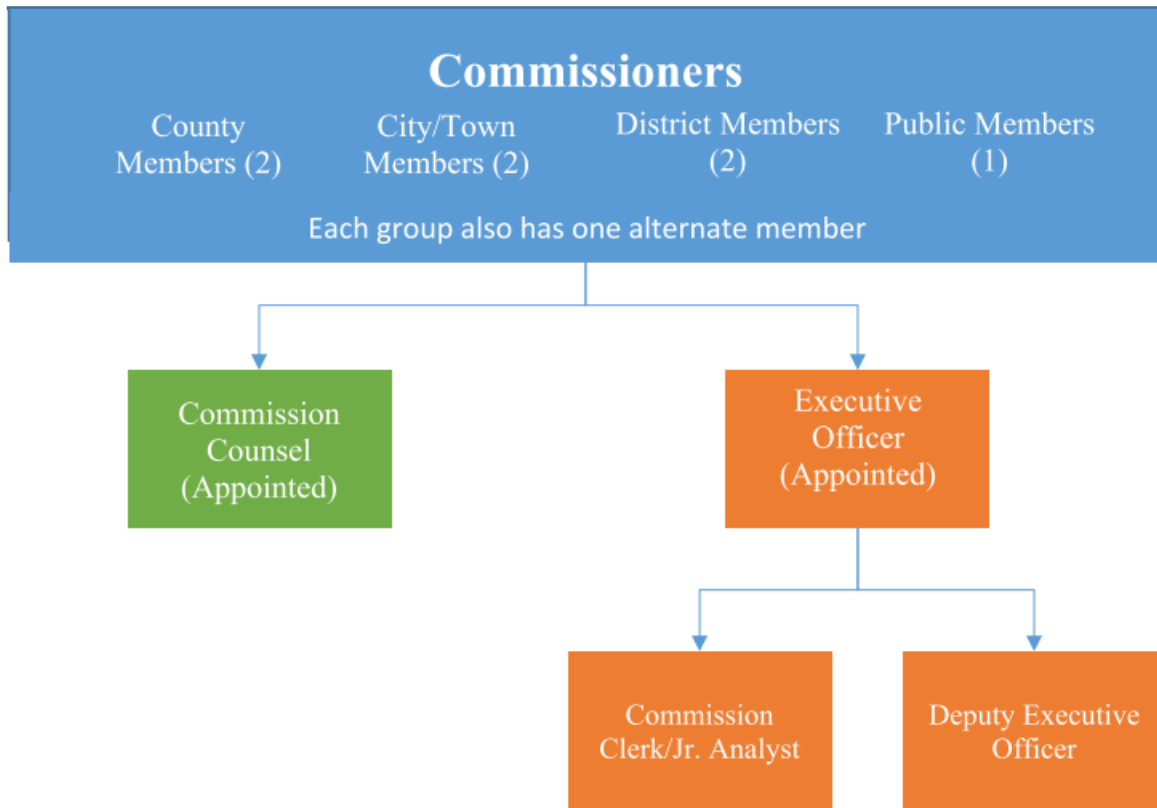 Commissioners
County
Members (2)
City/Town
Members (2)
District Members
(2)
Public Members
(1)
Each group also has one alternate member
Commission
Counsel
(Appointed)
Executive
Officer
(Appointed)
Commission
Clerk/Jr. Analyst
Deputy Executive
Officer